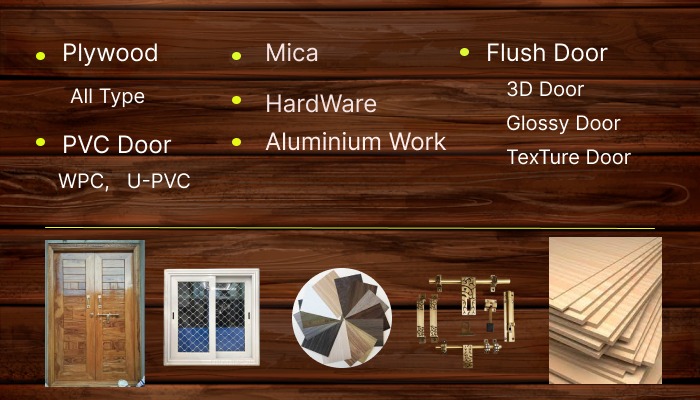 Plywood
All Type
PVC Door
WPC, U-PVC
Mica
HardWare
Aluminium Work
Flush Door
3D Door
Glossy Door
TexTure Door